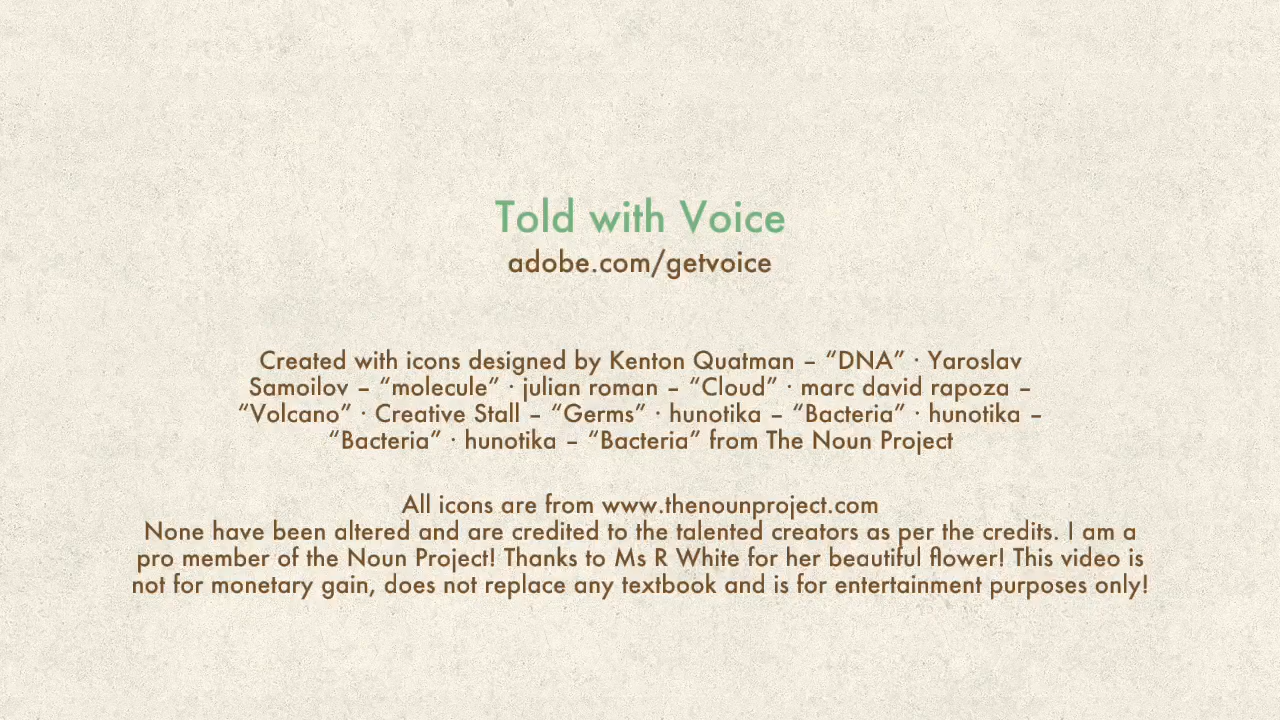 Told with Voice
adobe.com/getvoice
Created with icons designed by Kenton Quatman – “DNA” · Yaroslav
Samoilov – “molecule” · julian roman – “Cloud” · marc david rapoza –
“Volcano” · Creative Stall – “Germs” · hunotika – “Bacteria” · hunotika –
“Bacteria” · hunotika – “Bacteria” from The Noun Project
All icons are from www.thenounproject.com
None have been altered and are credited to the talented creators as per the credits. I am a
pro member of the Noun Project! Thanks to Ms R White for her beautiful flower! This video is
not for monetary gain, does not replace any textbook and is for entertainment purposes only!